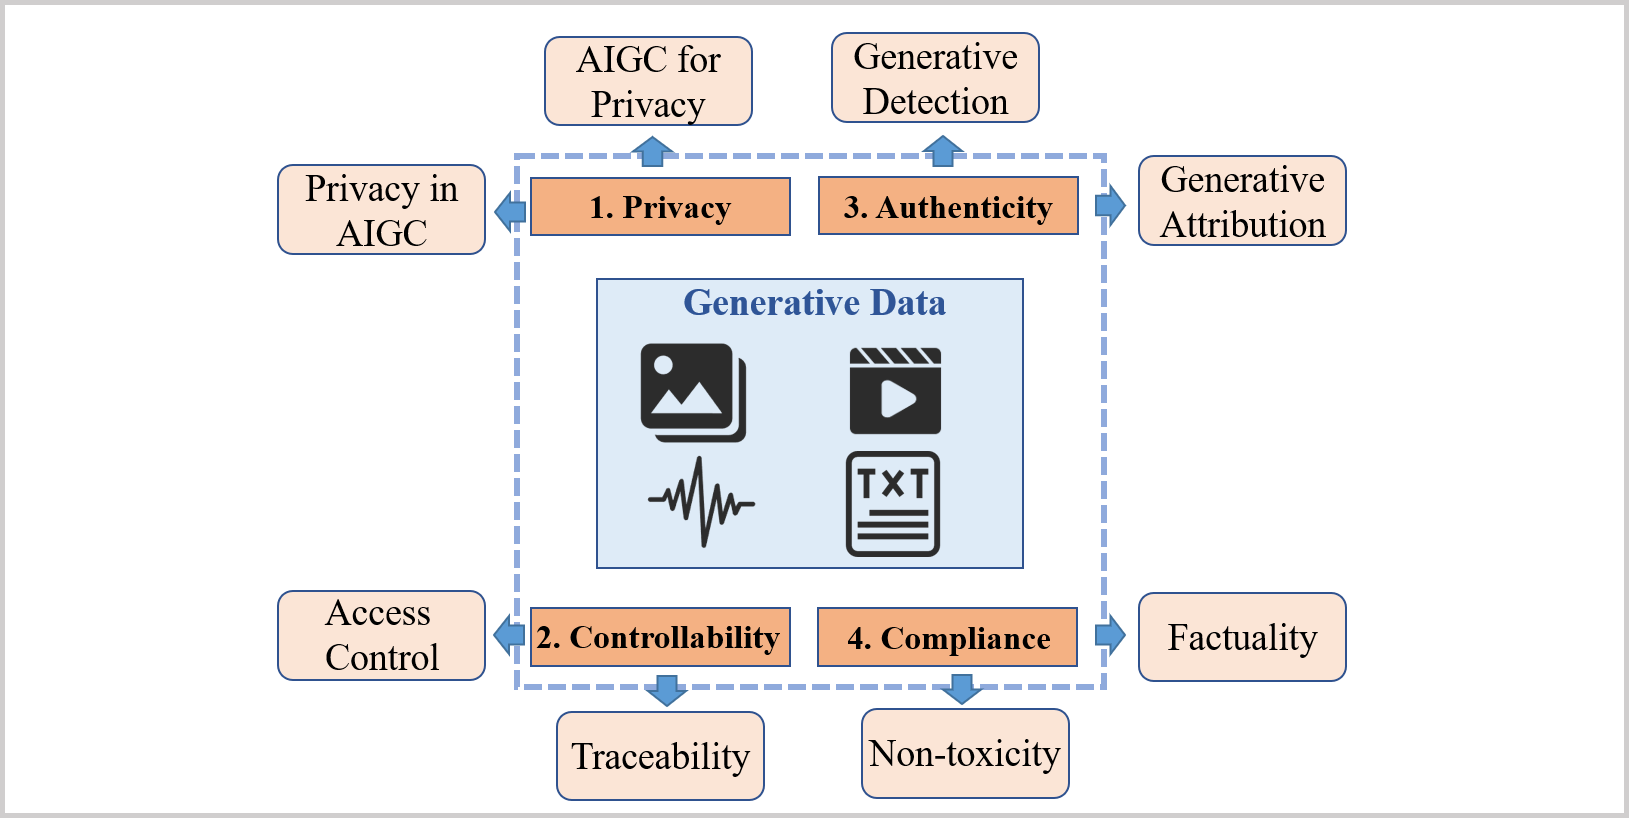 AIGC for
Privacy
Generative
Detection
Privacy in
AIGC
1. Privacy
3. Authenticity
Generative
Attribution
Generative Data
TXT
Access
Control
2. Controllability
4. Compliance
Factuality
Traceability
Non-toxicity